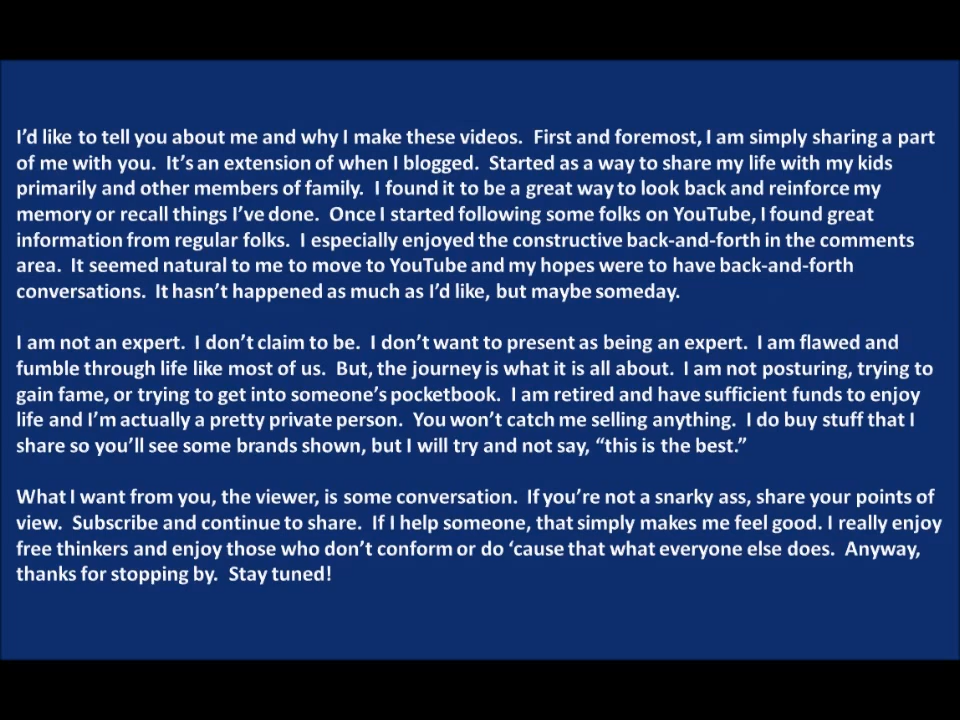 I’d like to tell you about me and why I make these videos.  First and foremost, I am simply sharing a part
of me with you.  It’s an extension of when I blogged.  Started as a way to share my life with my kids
primarily and other members of family.  I found it to be a great way to look back and reinforce my
memory or recall things I’ve done.  Once I started following some folks on YouTube, I found great
information from regular folks.  I especially enjoyed the constructive back-and-forth in the comments
area.  It seemed natural to me to move to YouTube and my hopes were to have back-and-forth
conversations.  It hasn’t happened as much as I’d like, but maybe someday.

I am not an expert.  I don’t claim to be.  I don’t want to present as being an expert.  I am flawed and
fumble through life like most of us.  But, the journey is what it is all about.  I am not posturing, trying to
gain fame, or trying to get into someone’s pocketbook.  I am retired and have sufficient funds to enjoy
life and I’m actually a pretty private person.  You won’t catch me selling anything.  I do buy stuff that I
share so you’ll see some brands shown, but I will try and not say, “this is the best.”

What I want from you, the viewer, is some conversation.  If you’re not a snarky ass, share your points of
view.  Subscribe and continue to share.  If I help someone, that simply makes me feel good. I really enjoy
free thinkers and enjoy those who don’t conform or do ‘cause that what everyone else does.  Anyway,
thanks for stopping by.  Stay tuned!